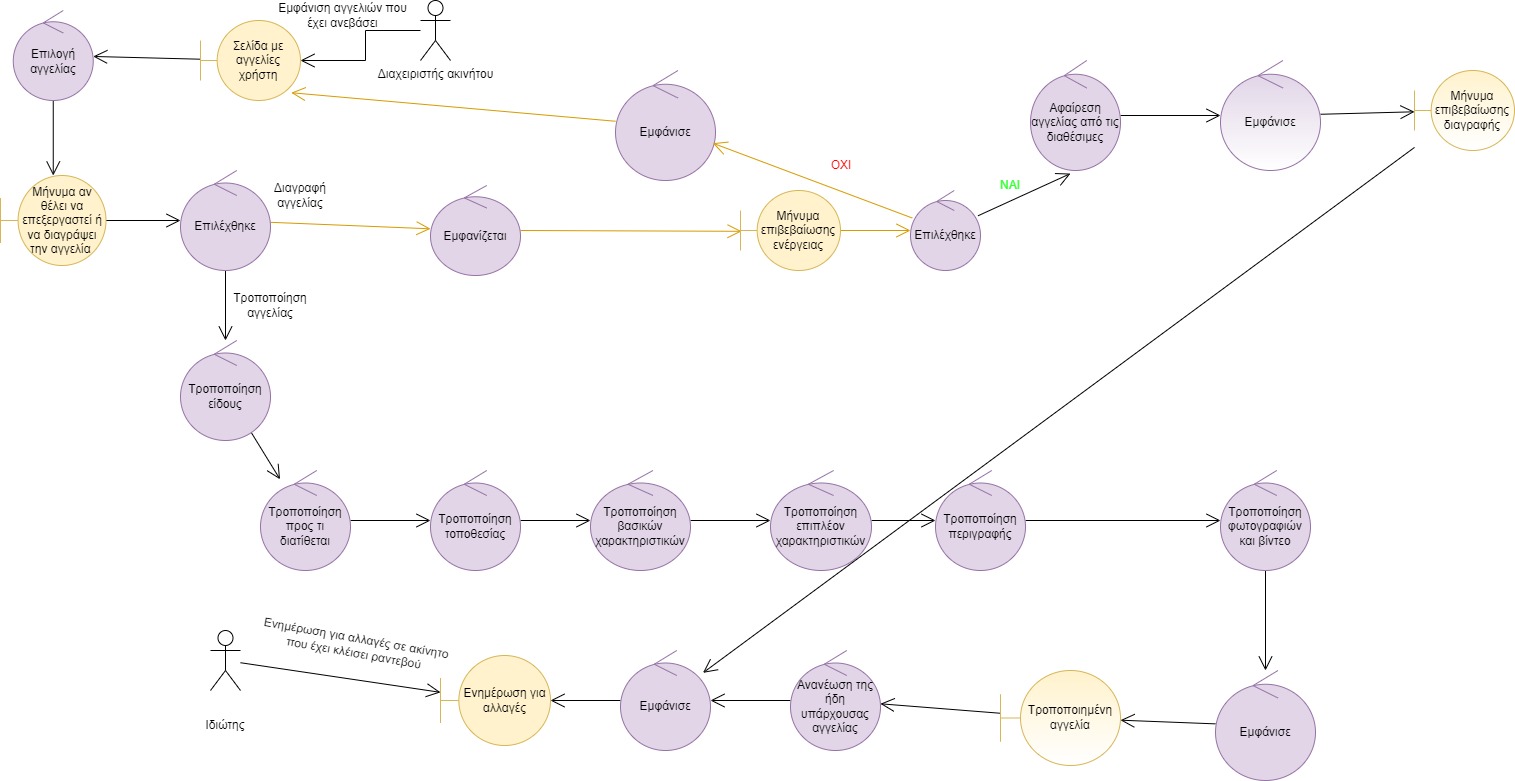 Εμφάνιση αγγελιών που
έχει ανεβάσει
Επιλογή
αγγελίας
Σελίδα με
αγγελίες
χρήστη
Διαχειριστής ακινήτου
Εμφάνισε
Αφαίρεση
αγγελίας από τις
διαθέσιμες
Εμφάνισε
Μήνυμα
επιβεβαίωσης
διαγραφής
ΟΧΙ
ΝΑΙ
Μήνυμα αν
θέλει να
επεξεργαστεί ή
να διαγράψει
την αγγελία
Επιλέχθηκε
Διαγραφή
αγγελίας
Εμφανίζεται
Μήνυμα
επιβεβαίωσης
ενέργειας
Επιλέχθηκε
Τροποποίηση
αγγελίας
Τροποποίηση
είδους
Τροποποίηση
προς τι
διατίθεται
Τροποποίηση
τοποθεσίας
Τροποποίηση
βασικών
χαρακτηριστικών
Τροποποίηση
επιπλέον
χαρακτηριστικών
Τροποποίηση
περιγραφής
Τροποποίηση
φωτογραφιών
και βίντεο
Ενημέρωση για αλλαγές σε ακίνητο
που έχει κλέισει ραντεβού
Ιδιώτης
Ενημέρωση για
αλλαγές
Εμφάνισε
Ανανέωση της
ήδη
υπάρχουσας
αγγελίας
Τροποποιημένη
αγγελία
Εμφάνισε